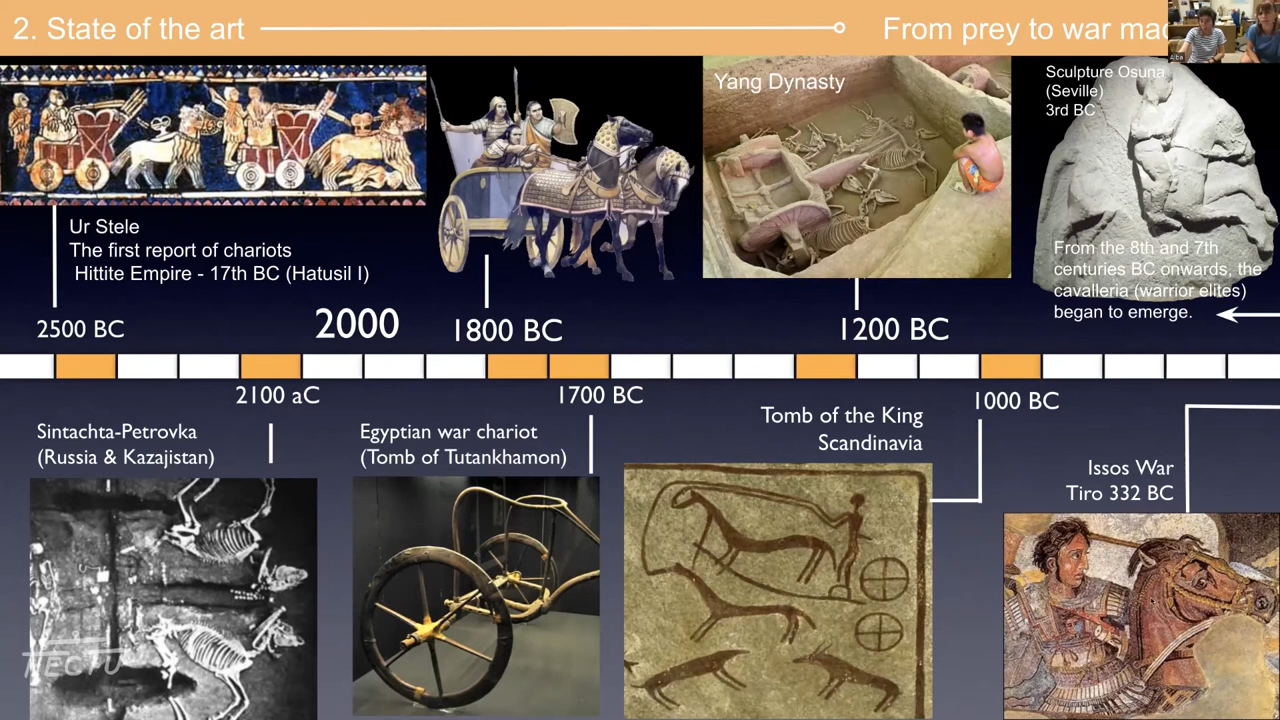 2. State of the art
From prey to war
Yang Dynasty
Sculpture Osuna
(Seville)
3rd BC
Ur Stele
The first report of chariots
Hittite Empire - 17th BC (Hatusil I)
From the 8th and 7th
centuries BC onwards, the
cavalleria (warrior elites)
began to emerge.
2500 BC
2000
1800 BC
1200 BC
2100 aC
1700 BC
1000 BC
Sintachta-Petrovka
(Russia & Kazajistan)
Egyptian war chariot
(Tomb of Tutankhamon)
Tomb of the King
Scandinavia
Issos War
Tiro 332 BC
Alba